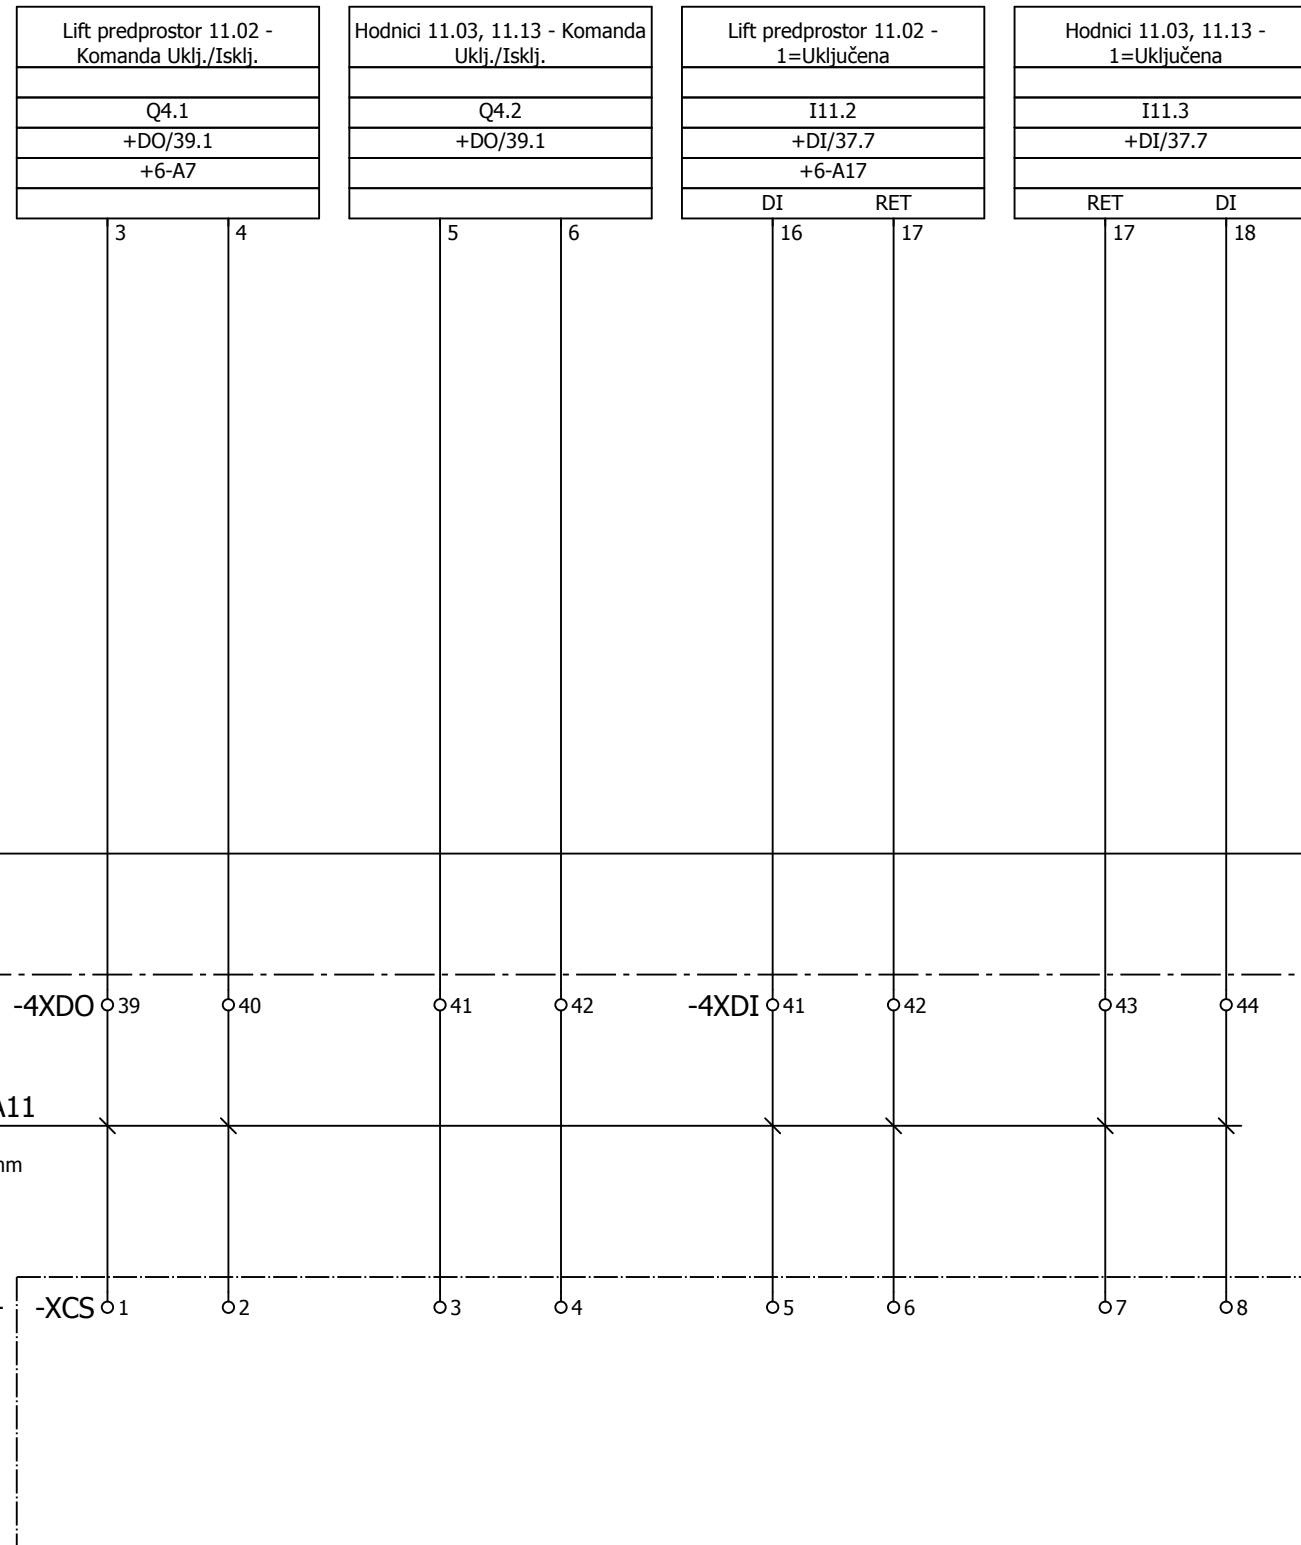 Lift predprostor 11.02 -
Komanda Uklj./Isklj.
Q4.1
+DO/39.1
+6-A7
3 4
Hodnici 11.03, 11.13 - Komanda
Uklj./Isklj.
Q4.2
+DO/39.1
5 6
Lift predprostor 11.02 -
1=Uključena
I11.2
+DI/37.7
+6-A17
DI RET
16 17
Hodnici 11.03, 11.13 -
1=Uključena
I11.3
+DI/37.7
RET DI
17 18
-4XDO 39 40 41 42 -4XDI 41 42 43 44
A11
mm
-XCS 1 2 3 4 5 6 7 8